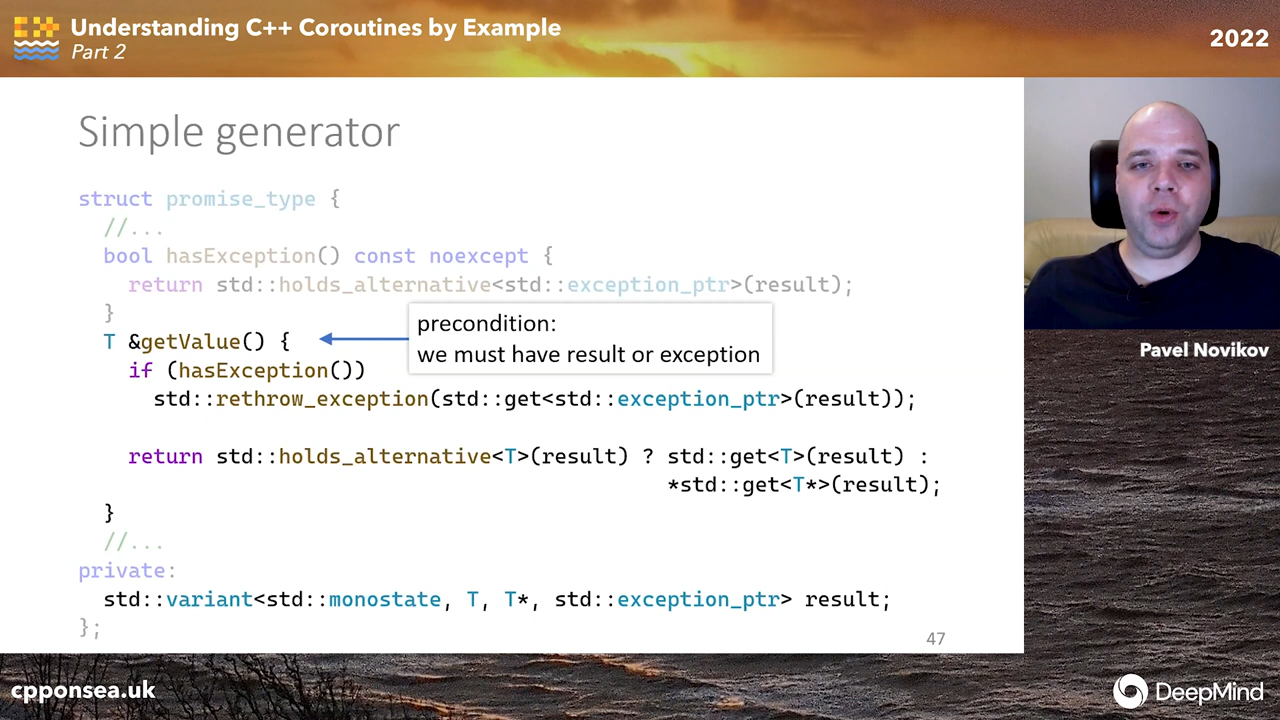 Understanding C++ Coroutines by Example
Part 2
2022
Simple generator
struct promise_type {
//...
bool hasException() const noexcept {
return std::holds_alternative<std::exception_ptr>(result);
}
T &getValue() {
precondition:
we must have result or exception
if (hasException())
std::rethrow_exception(std::get<std::exception_ptr>(result));
return std::holds_alternative<T>(result) ? std::get<T>(result) :
*std::get<T*>(result);
}
//...
private:
std::variant<std::monostate, T, T*, std::exception_ptr> result;
};
47
Pavel Novikov
cpponsea.uk
DeepMind